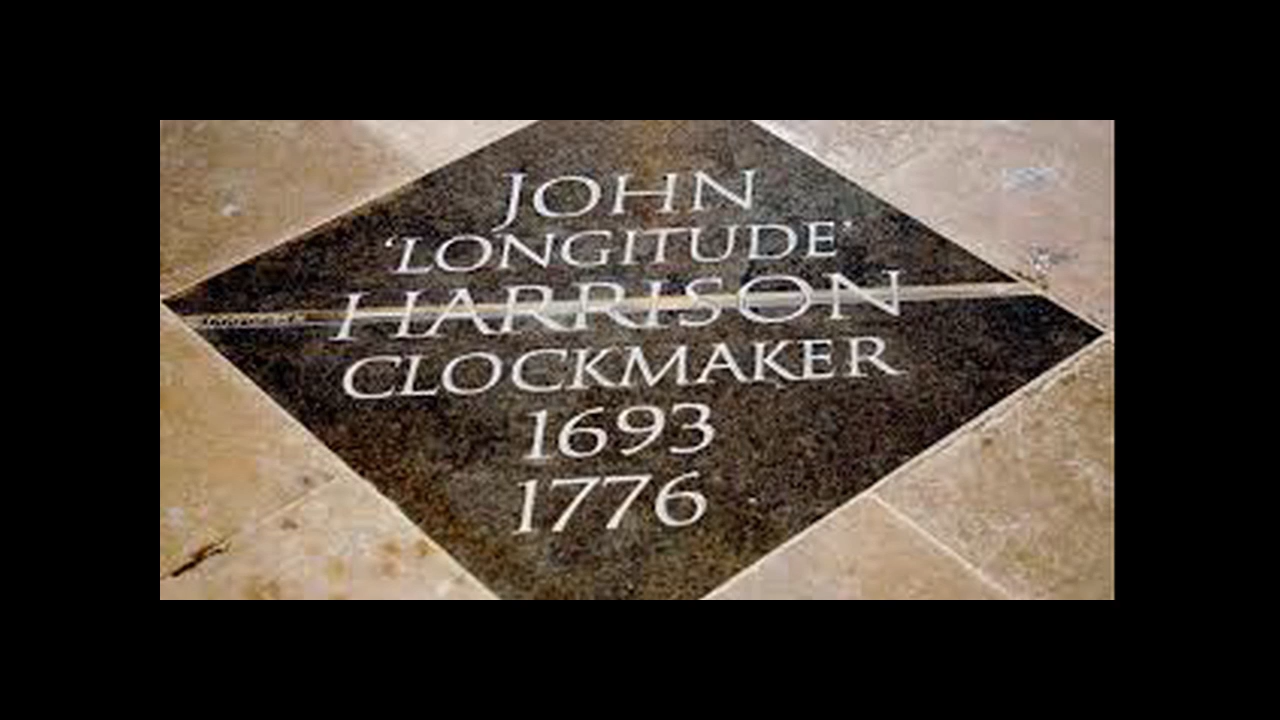 JOHN
‘LONGITUDE’
HARRISON
CLOCKMAKER
1693
1776